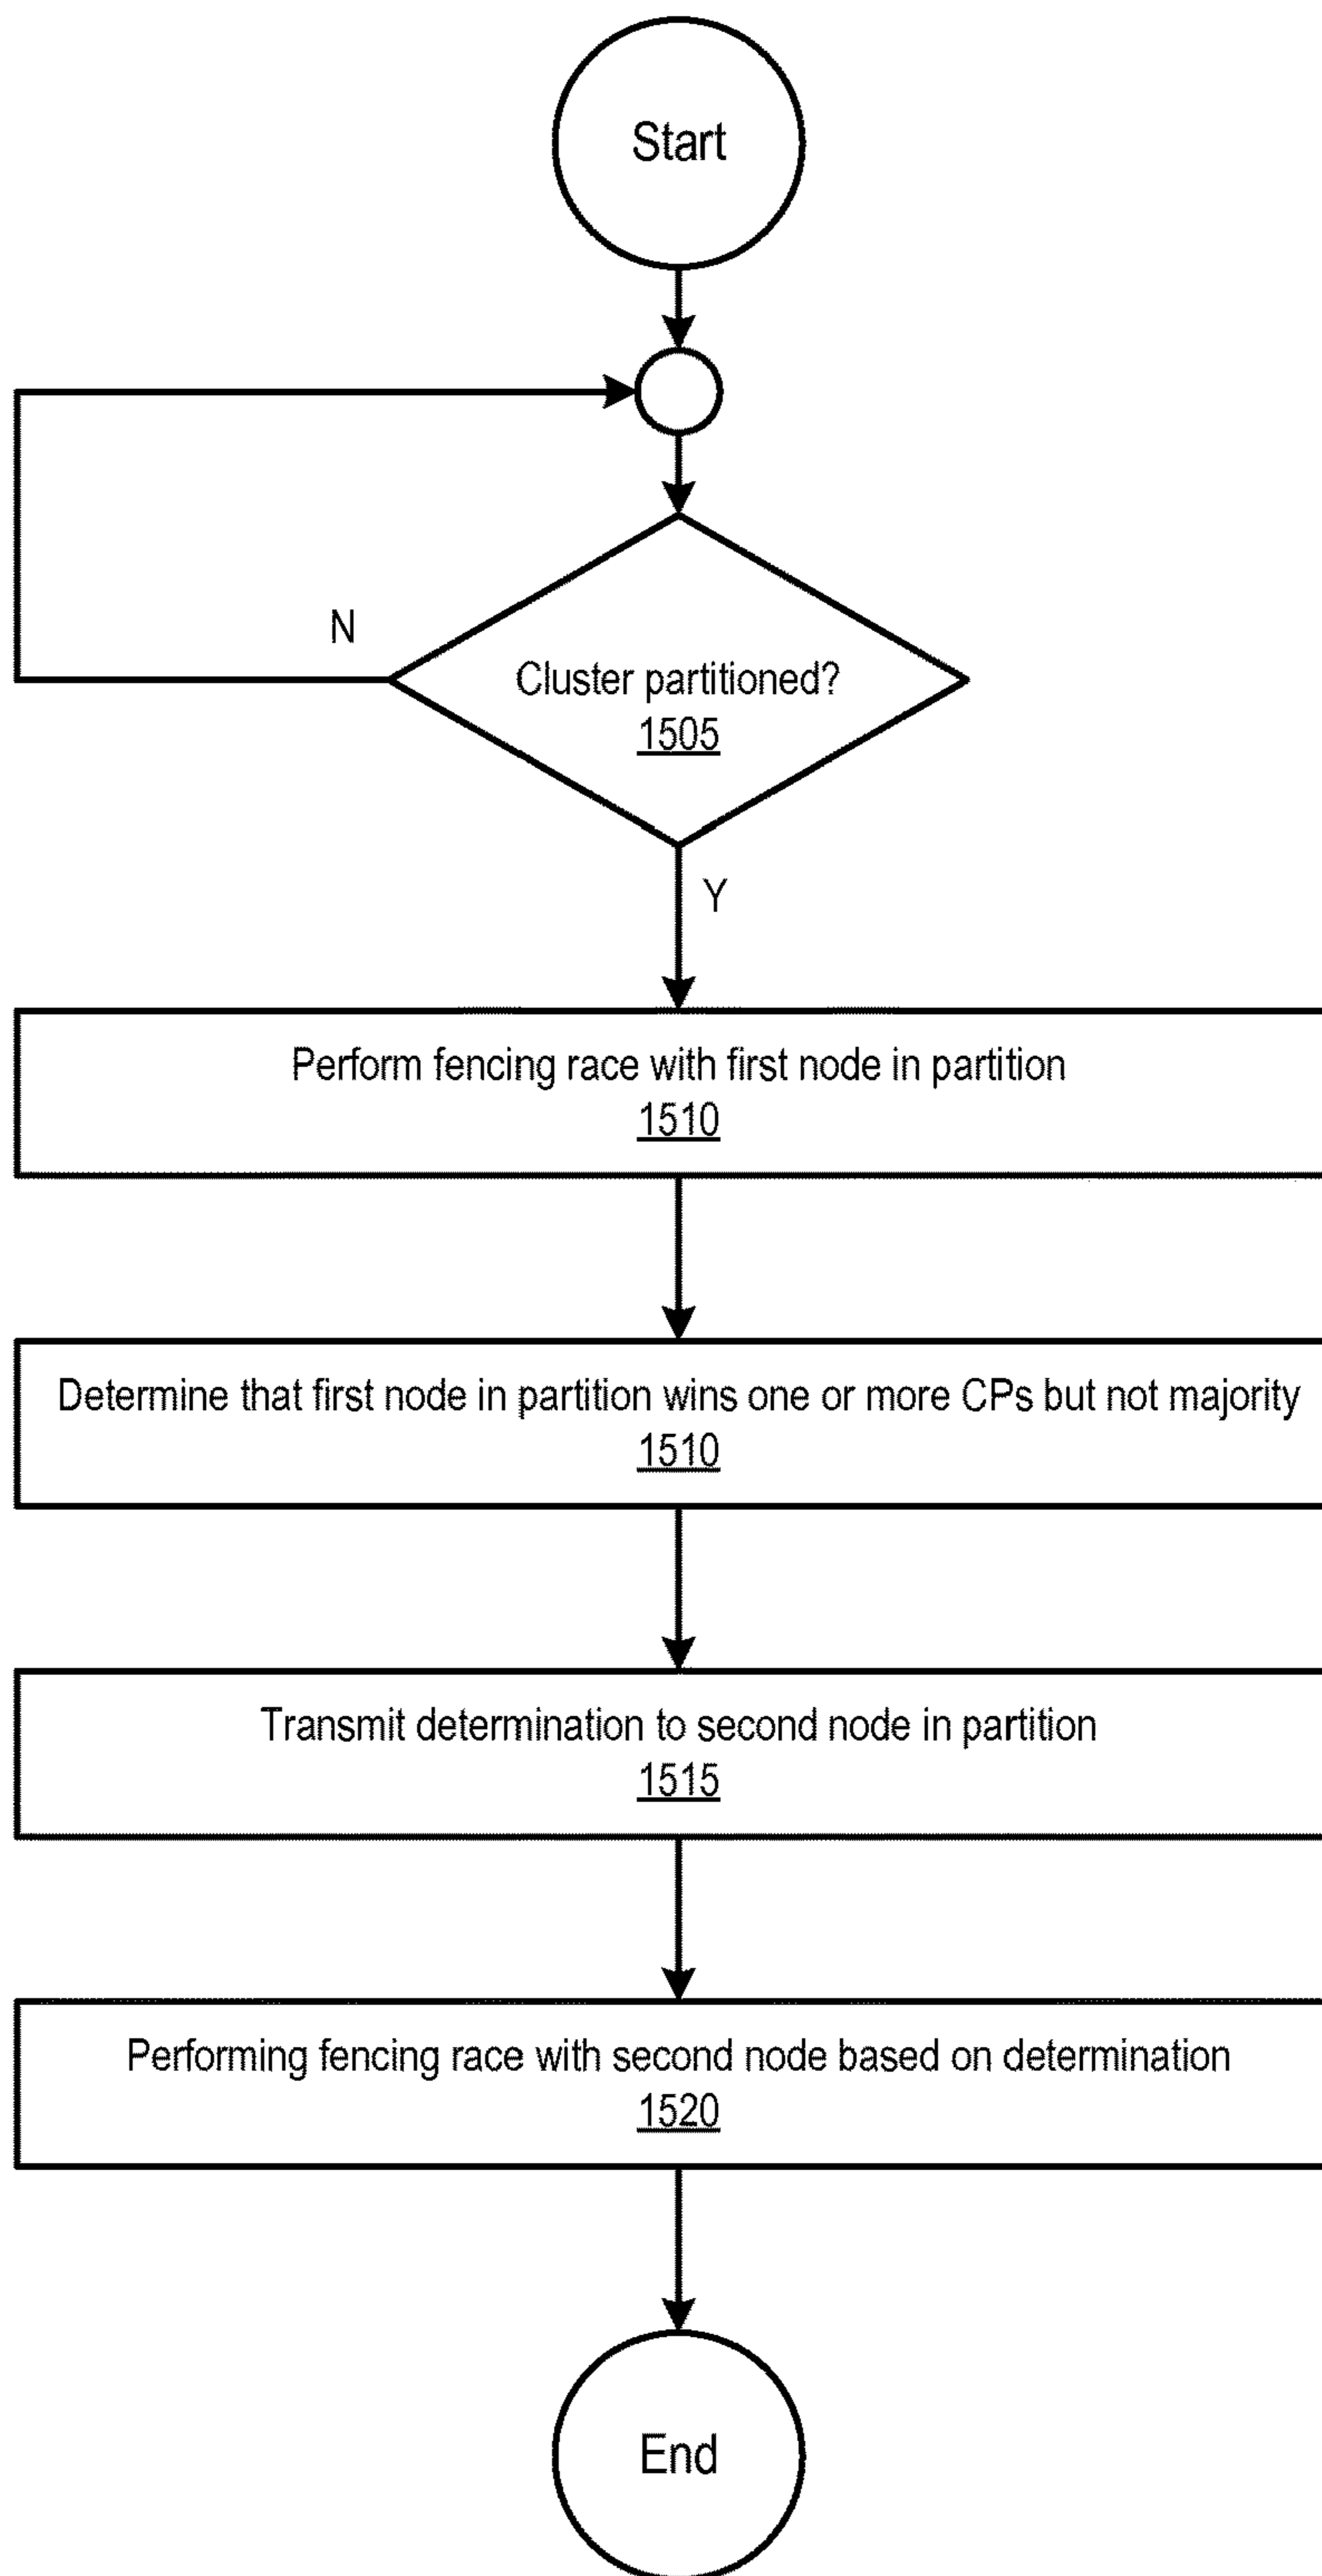 Start
N
Cluster partitioned?
1505
Y
Perform fencing race with first node in partition
1510
Determine that first node in partition wins one or more CPs but not majority
1510
Transmit determination to second node in partition
1515
Performing fencing race with second node based on determination
1520
End